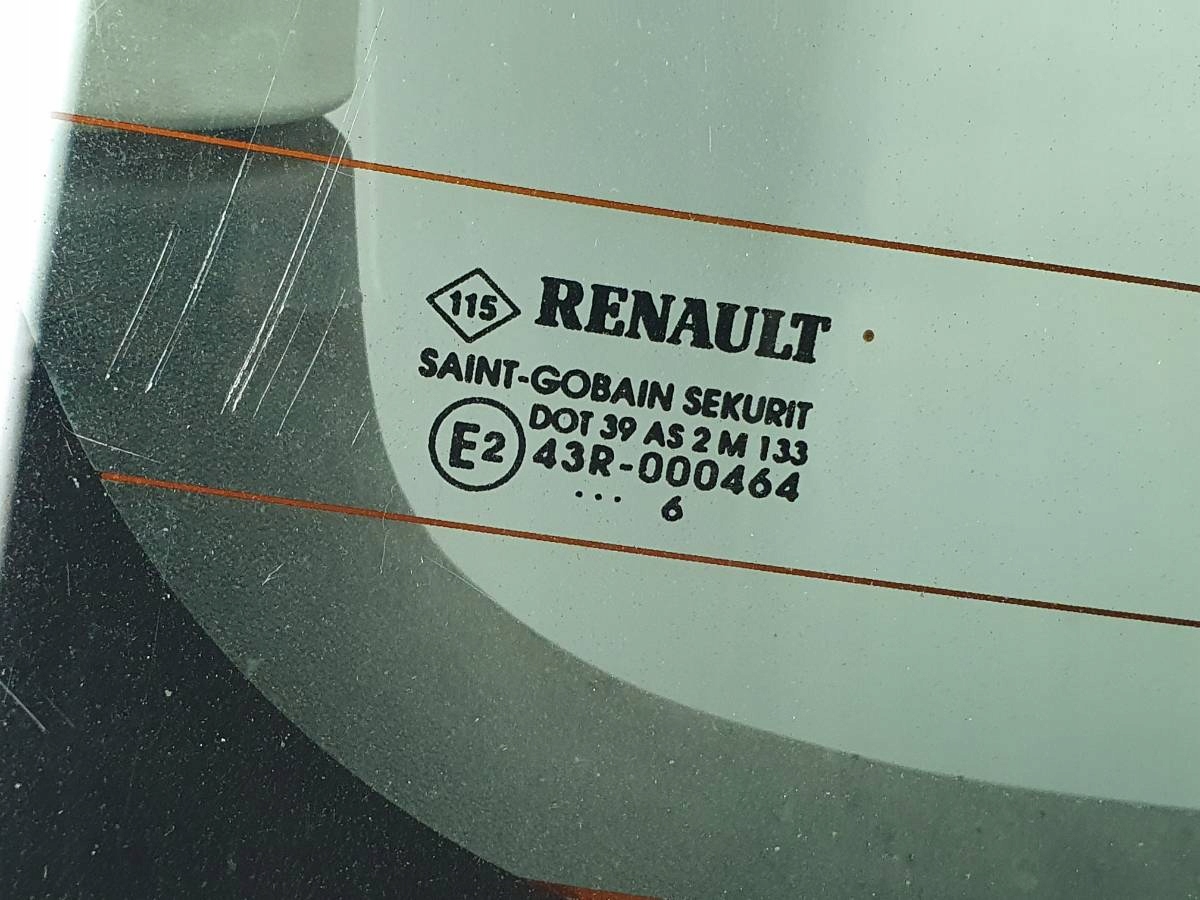 115 RENAULT
SAINT-GOBAIN SEKURIT
DOT 39 AS 2 M 133
E2 43R-000464
... 6